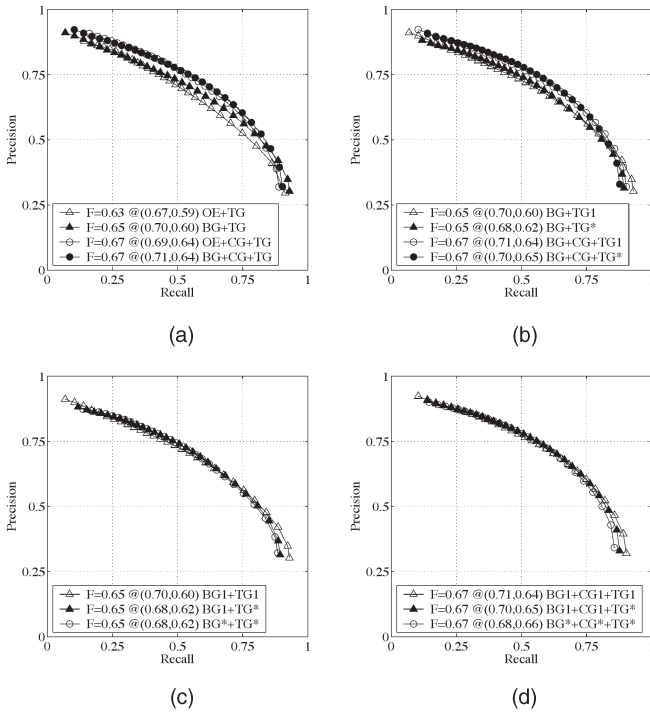 1
0.75
0.5
0.25
0
0 0.25 0.5 0.75 1
Precision
Recall
F=0.63 @(0.67,0.59) OE+TG
F=0.65 @(0.70,0.60) BG+TG
F=0.67 @(0.69,0.64) OE+CG+TG
F=0.67 @(0.71,0.64) BG+CG+TG
(a)
1
0.75
0.5
0.25
0
0 0.25 0.5 0.75 1
Precision
Recall
F=0.65 @(0.70,0.60) BG+TG1
F=0.65 @(0.68,0.62) BG+TG*
F=0.67 @(0.71,0.64) BG+CG+TG1
F=0.67 @(0.70,0.65) BG+CG+TG*
(b)
1
0.75
0.5
0.25
0
0 0.25 0.5 0.75 1
Precision
Recall
F=0.65 @(0.70,0.60) BG1+TG1
F=0.65 @(0.68,0.62) BG1+TG*
F=0.65 @(0.68,0.62) BG*+TG*
(c)
1
0.75
0.5
0.25
0
0 0.25 0.5 0.75 1
Precision
Recall
F=0.67 @(0.71,0.64) BG1+CG1+TG1
F=0.67 @(0.70,0.65) BG1+CG1+TG*
F=0.67 @(0.68,0.66) BG*+CG*+TG*
(d)